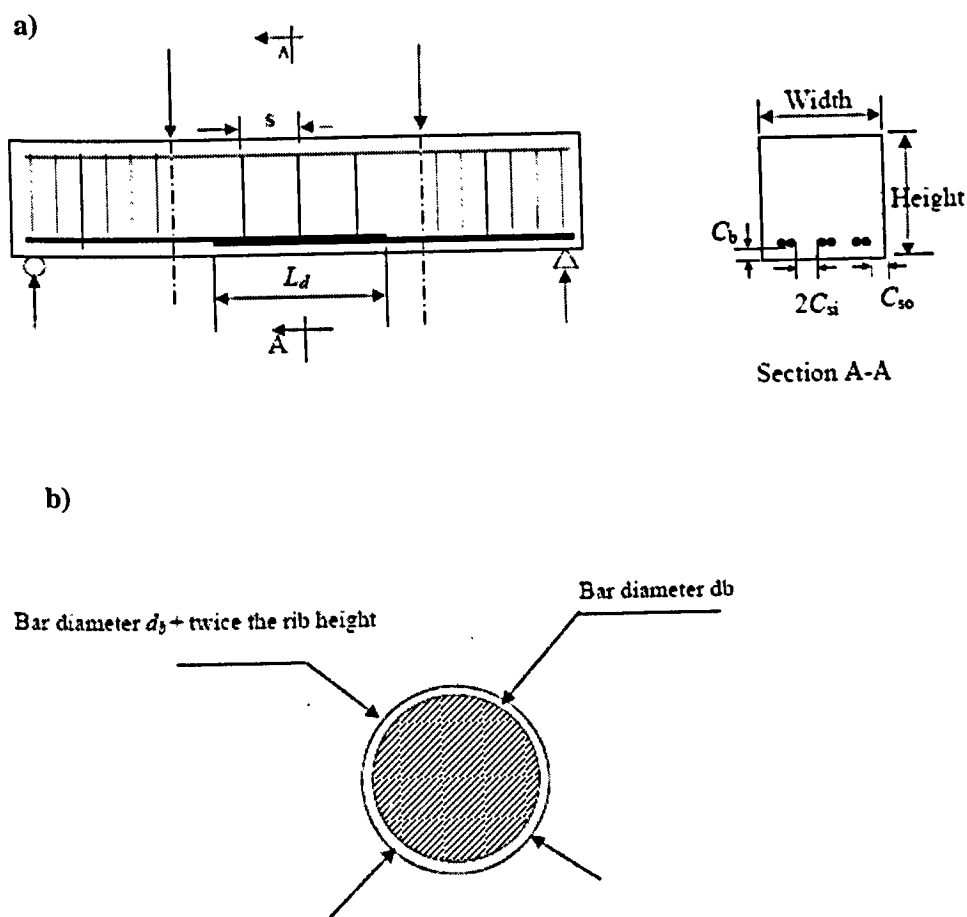 a)
A
s
Width
Height
C_b
L_d
2C_si
C_so
A
Section A-A
b)
Bar diameter db
Bar diameter d_b + twice the rib height